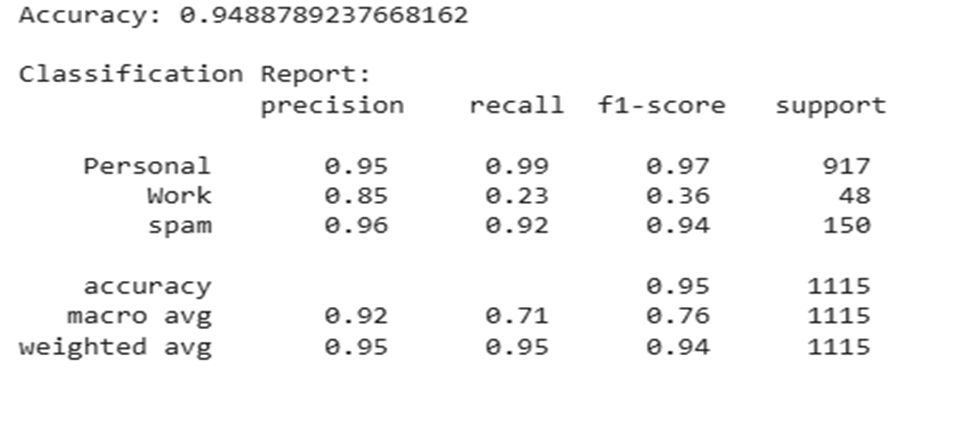 Accuracy: 0.9488789237668162
Classification Report:
precision recall f1-score support
Personal 0.95 0.99 0.97 917
Work 0.85 0.23 0.36 48
spam 0.96 0.92 0.94 150
accuracy 0.95 1115
macro avg 0.92 0.71 0.76 1115
weighted avg 0.95 0.95 0.94 1115